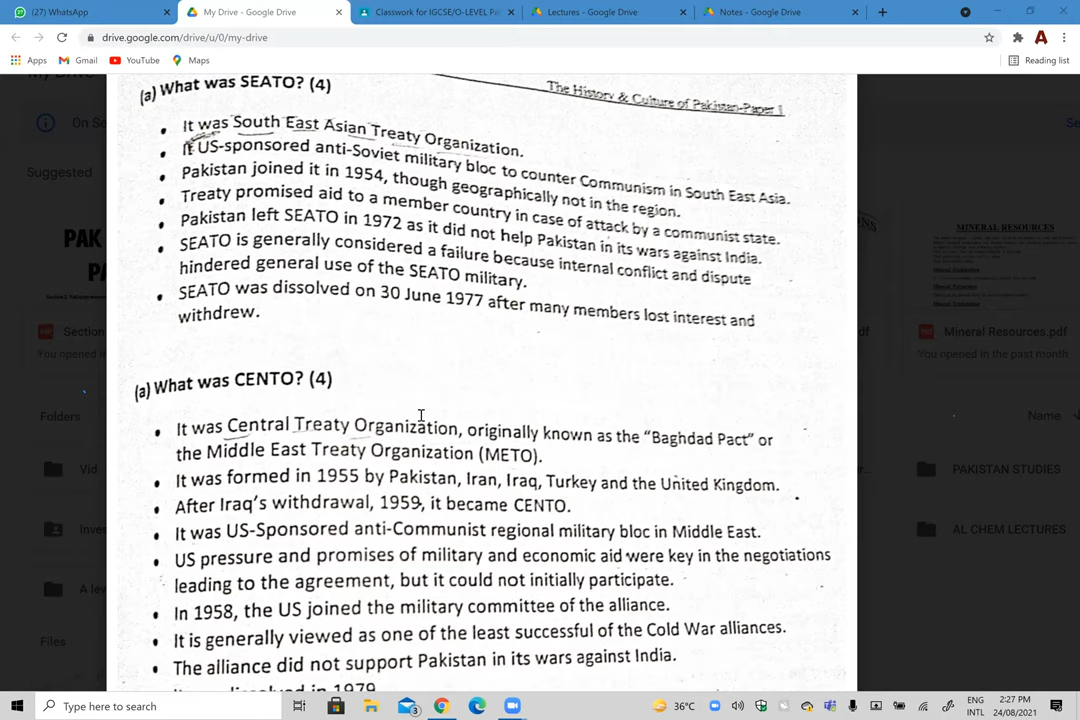 (27) WhatsApp
My Drive - Google Drive
Classwork for IGCSE/O-LEVEL Pa
Lectures - Google Drive
Notes - Google Drive
drive.google.com/drive/u/0/my-drive
Apps
Gmail
YouTube
Maps
Reading list
The History & Culture of Pakistan-Paper 1
(a) What was SEATO? (4)
• It was South East Asian Treaty Organization.
• It US-sponsored anti-Soviet military bloc to counter Communism in South East Asia.
• Pakistan joined it in 1954, though geographically not in the region.
• Treaty promised aid to a member country in case of attack by a communist state.
• Pakistan left SEATO in 1972 as it did not help Pakistan in its wars against India.
• SEATO is generally considered a failure because internal conflict and dispute
hindered general use of the SEATO military.
• SEATO was dissolved on 30 June 1977 after many members lost interest and
withdrew.
(a) What was CENTO? (4)
• It was Central Treaty Organization, originally known as the "Baghdad Pact" or
the Middle East Treaty Organization (METO).
• It was formed in 1955 by Pakistan, Iran, Iraq, Turkey and the United Kingdom.
• After Iraq's withdrawal, 1959, it became CENTO.
• It was US-Sponsored anti-Communist regional military bloc in Middle East.
• US pressure and promises of military and economic aid were key in the negotiations
leading to the agreement, but it could not initially participate.
• In 1958, the US joined the military committee of the alliance.
• It is generally viewed as one of the least successful of the Cold War alliances.
• The alliance did not support Pakistan in its wars against India.
Suggested
PAK
Section
You opened it
Folders
Vid
Files
MINERAL RESOURCES
Mineral Resources.pdf
You opened in the past month
Name
PAKISTAN STUDIES
AL CHEM LECTURES
Type here to search
3
36°C
ENG
INTL
2:27 PM
24/08/2021